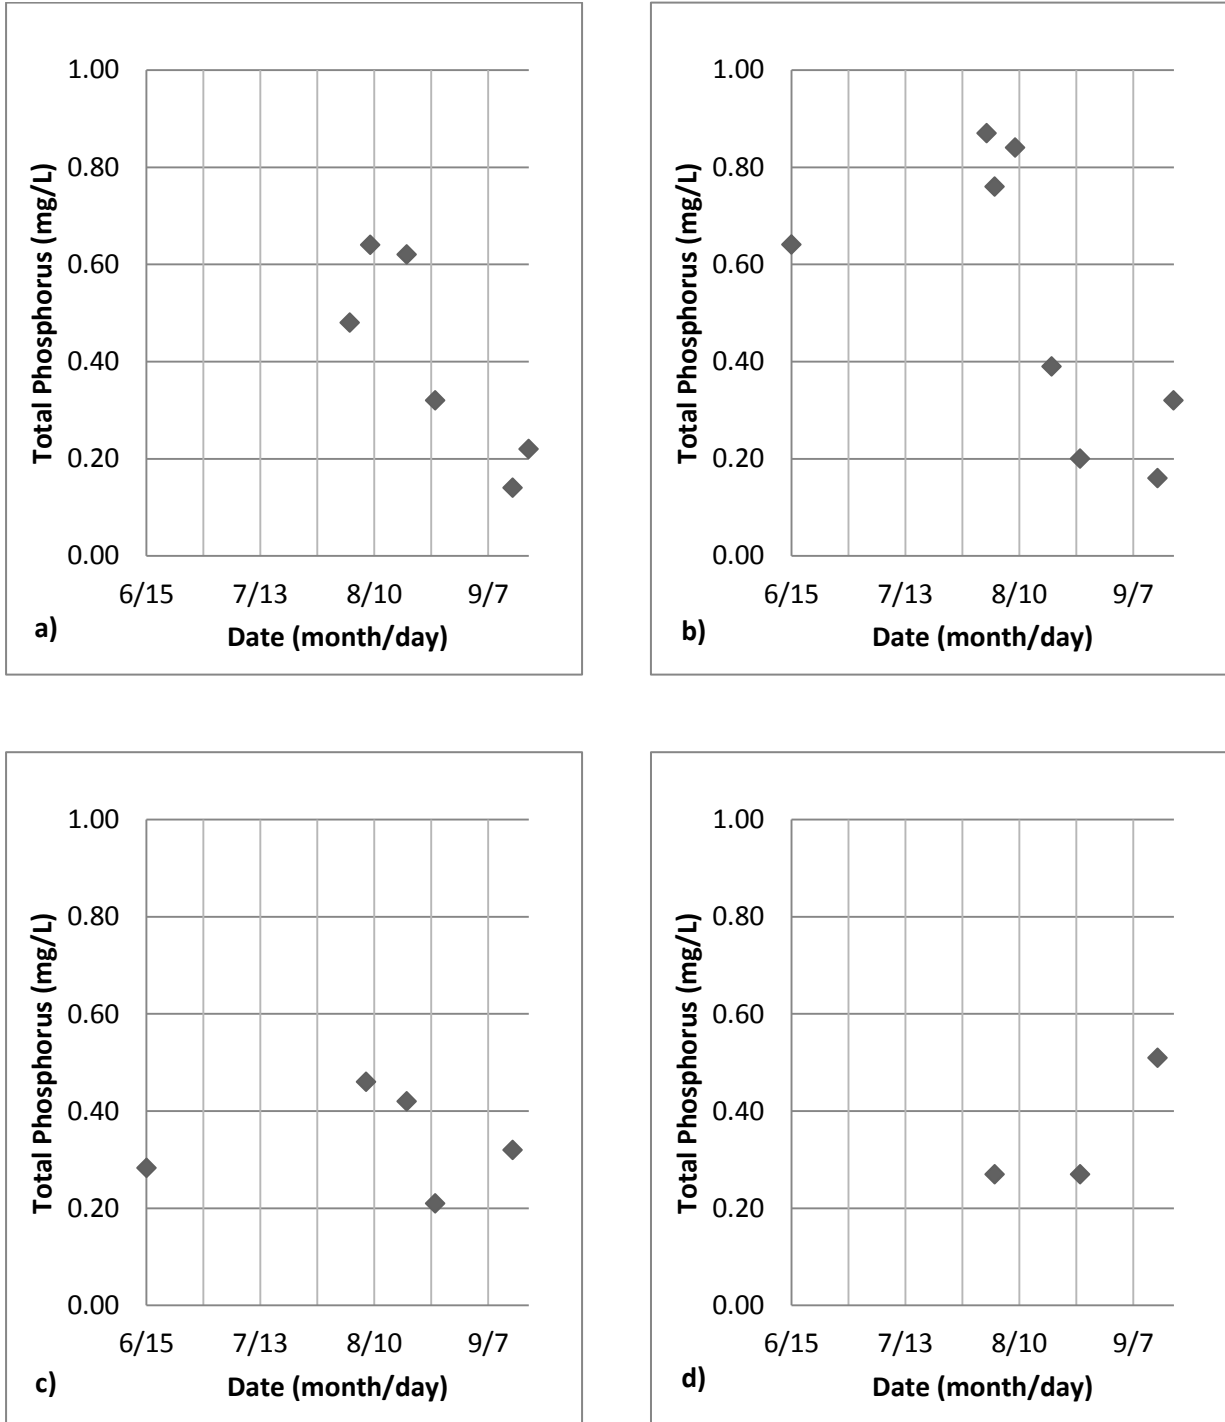 1.00
0.80
0.60
0.40
0.20
0.00
Total Phosphorus (mg/L)
6/15 7/13 8/10 9/7
a)
Date (month/day)
1.00
0.80
0.60
0.40
0.20
0.00
Total Phosphorus (mg/L)
6/15 7/13 8/10 9/7
b)
Date (month/day)
1.00
0.80
0.60
0.40
0.20
0.00
Total Phosphorus (mg/L)
6/15 7/13 8/10 9/7
c)
Date (month/day)
1.00
0.80
0.60
0.40
0.20
0.00
Total Phosphorus (mg/L)
6/15 7/13 8/10 9/7
d)
Date (month/day)